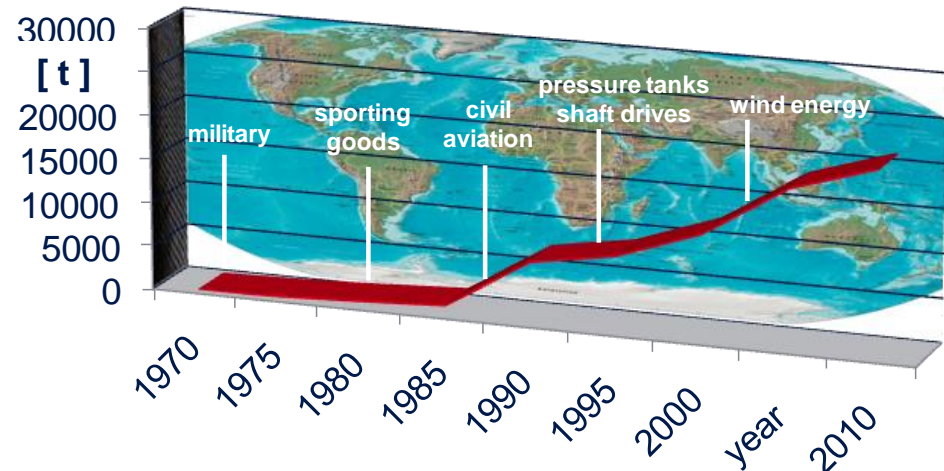 30000
[ t ]
20000
15000
10000
5000
0
military
sporting
goods
civil
aviation
pressure tanks
shaft drives
wind energy
1970
1975
1980
1985
1990
1995
2000
year
2010